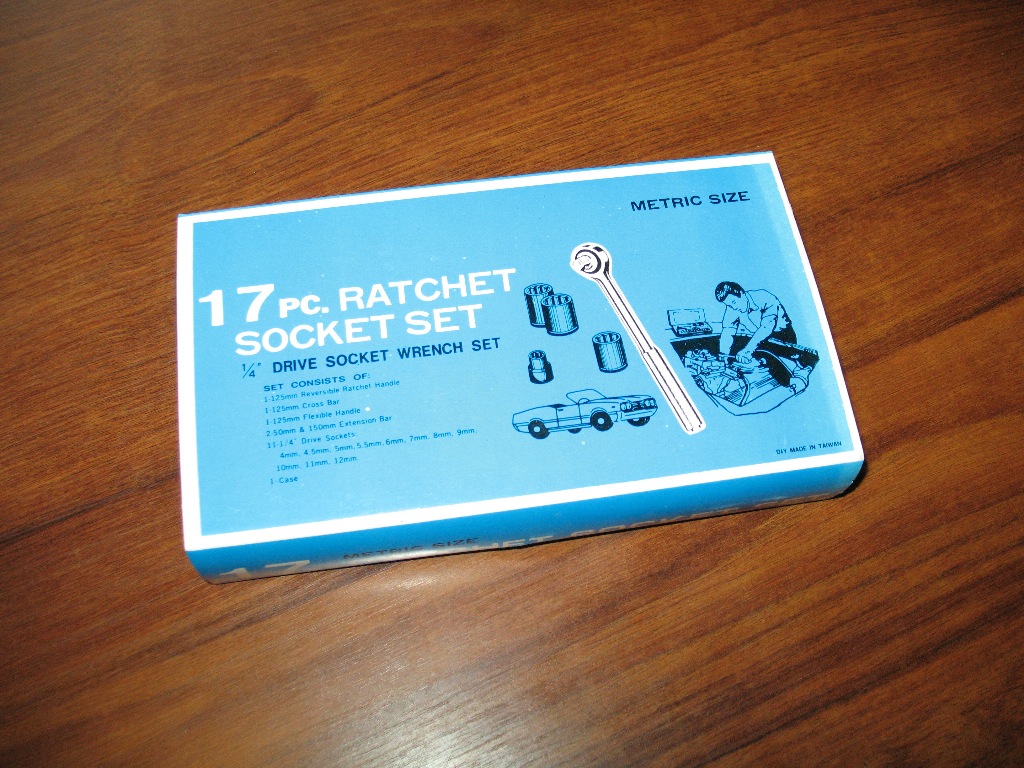 METRIC SIZE
17 PC. RATCHET
SOCKET SET
1/4" DRIVE SOCKET WRENCH SET
SET CONSISTS OF:
1-125mm Reversible Ratchet Handle
1-125mm Cross Bar
1-125mm Flexible Handle
2-50mm & 150mm Extension Bar
11-1/4" Drive Sockets:
4mm, 4.5mm, 5mm, 5.5mm, 6mm, 7mm, 8mm, 9mm,
10mm, 11mm, 12mm.
1-Case
DIY MADE IN TAIWAN
METRIC SIZE
17